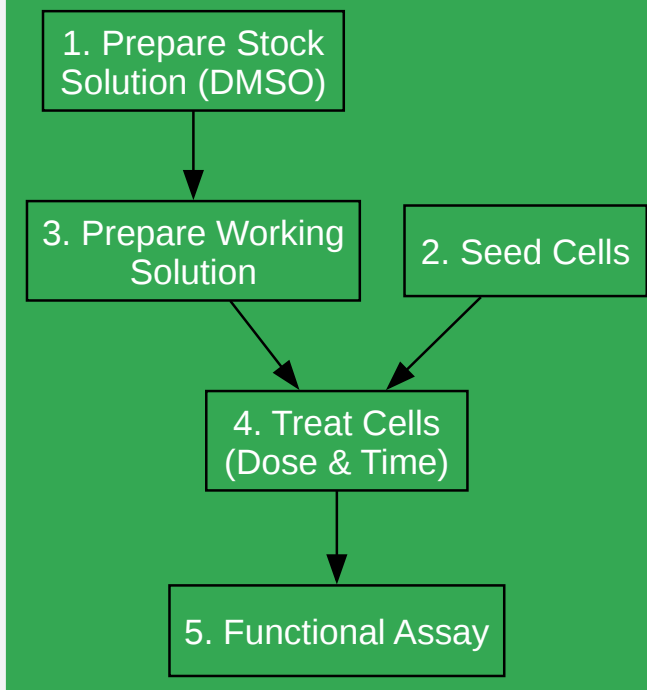 1. Prepare Stock
Solution (DMSO)
3. Prepare Working
Solution
2. Seed Cells
4. Treat Cells
(Dose & Time)
5. Functional Assay